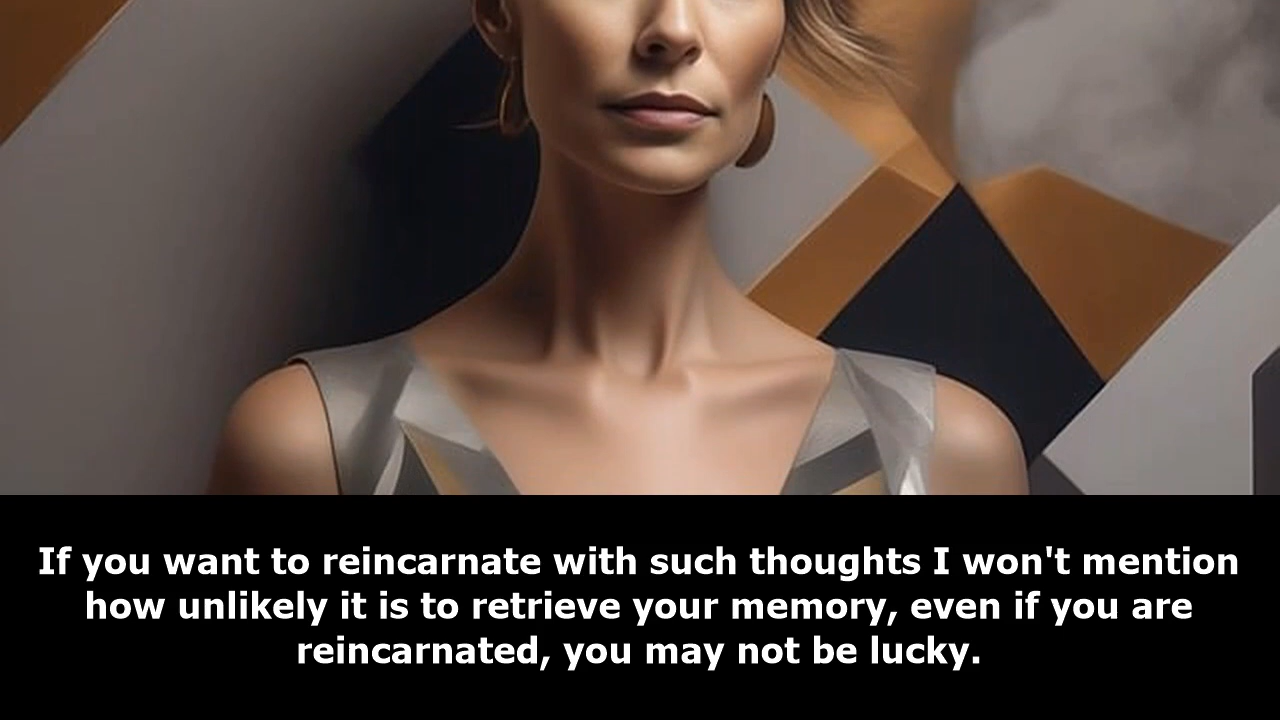 If you want to reincarnate with such thoughts I won't mention
how unlikely it is to retrieve your memory, even if you are
reincarnated, you may not be lucky.